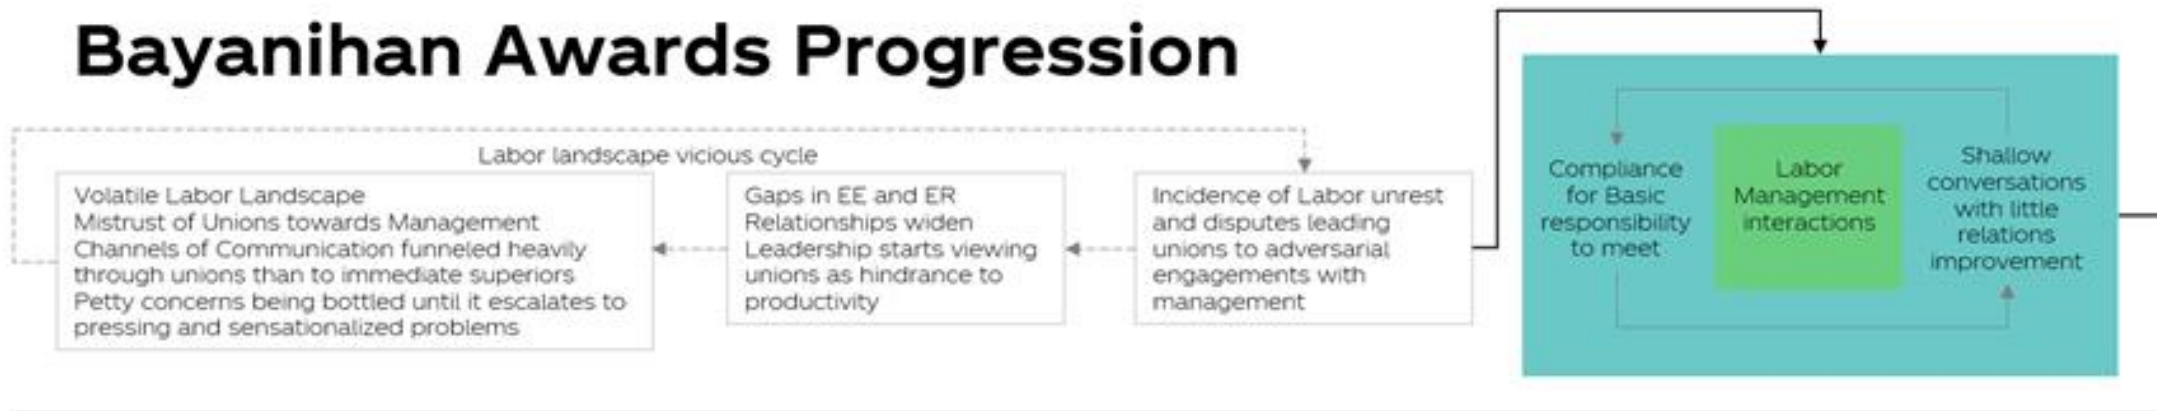 Bayanihan Awards Progression
Labor landscape vicious cycle
Volatile Labor Landscape
Mistrust of Unions towards Management
Channels of Communication funneled heavily
through unions than to immediate superiors
Petty concerns being bottled until it escalates to
pressing and sensationalized problems
Gaps in EE and ER
Relationships widen
Leadership starts viewing
unions as hindrance to
productivity
Incidence of Labor unrest
and disputes leading
unions to adversarial
engagements with
management
Compliance
for Basic
responsibility
to meet
Labor
Management
interactions
Shallow
conversations
with little
relations
improvement